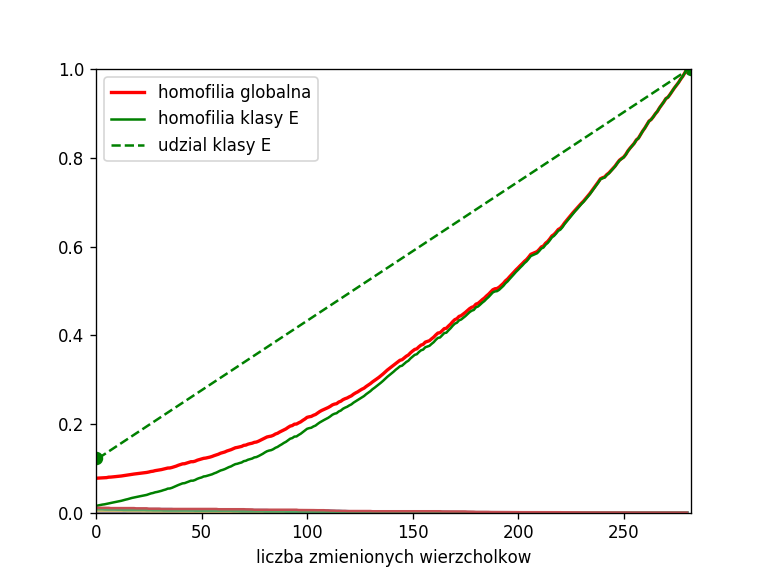 1.0
0.8
0.6
0.4
0.2
0.0
homofilia globalna
homofilia klasy E
udzial klasy E
0 50 100 150 200 250
liczba zmienionych wierzcholkow